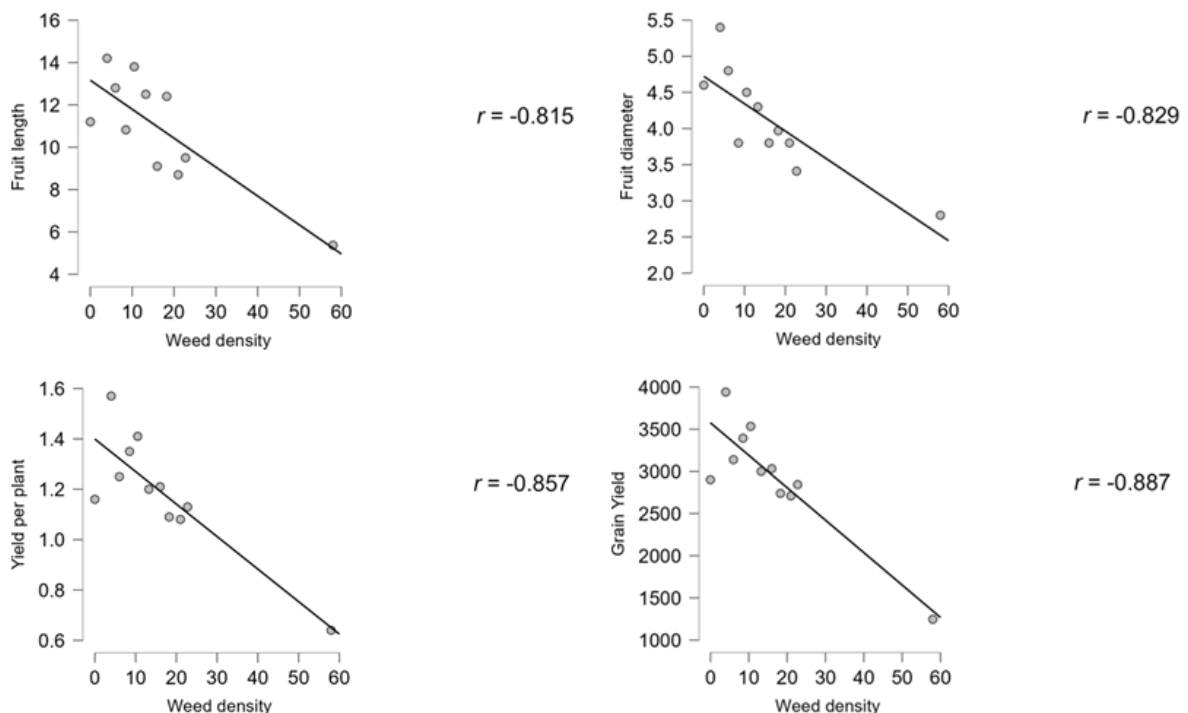 16
14
12
10
8
6
4
Fruit length
0 10 20 30 40 50 60
Weed density
r = -0.815
5.5
5.0
4.5
4.0
3.5
3.0
2.5
2.0
Fruit diameter
0 10 20 30 40 50 60
Weed density
r = -0.829
1.6
1.4
1.2
1.0
0.8
0.6
Yield per plant
0 10 20 30 40 50 60
Weed density
r = -0.857
4000
3500
3000
2500
2000
1500
1000
Grain Yield
0 10 20 30 40 50 60
Weed density
r = -0.887